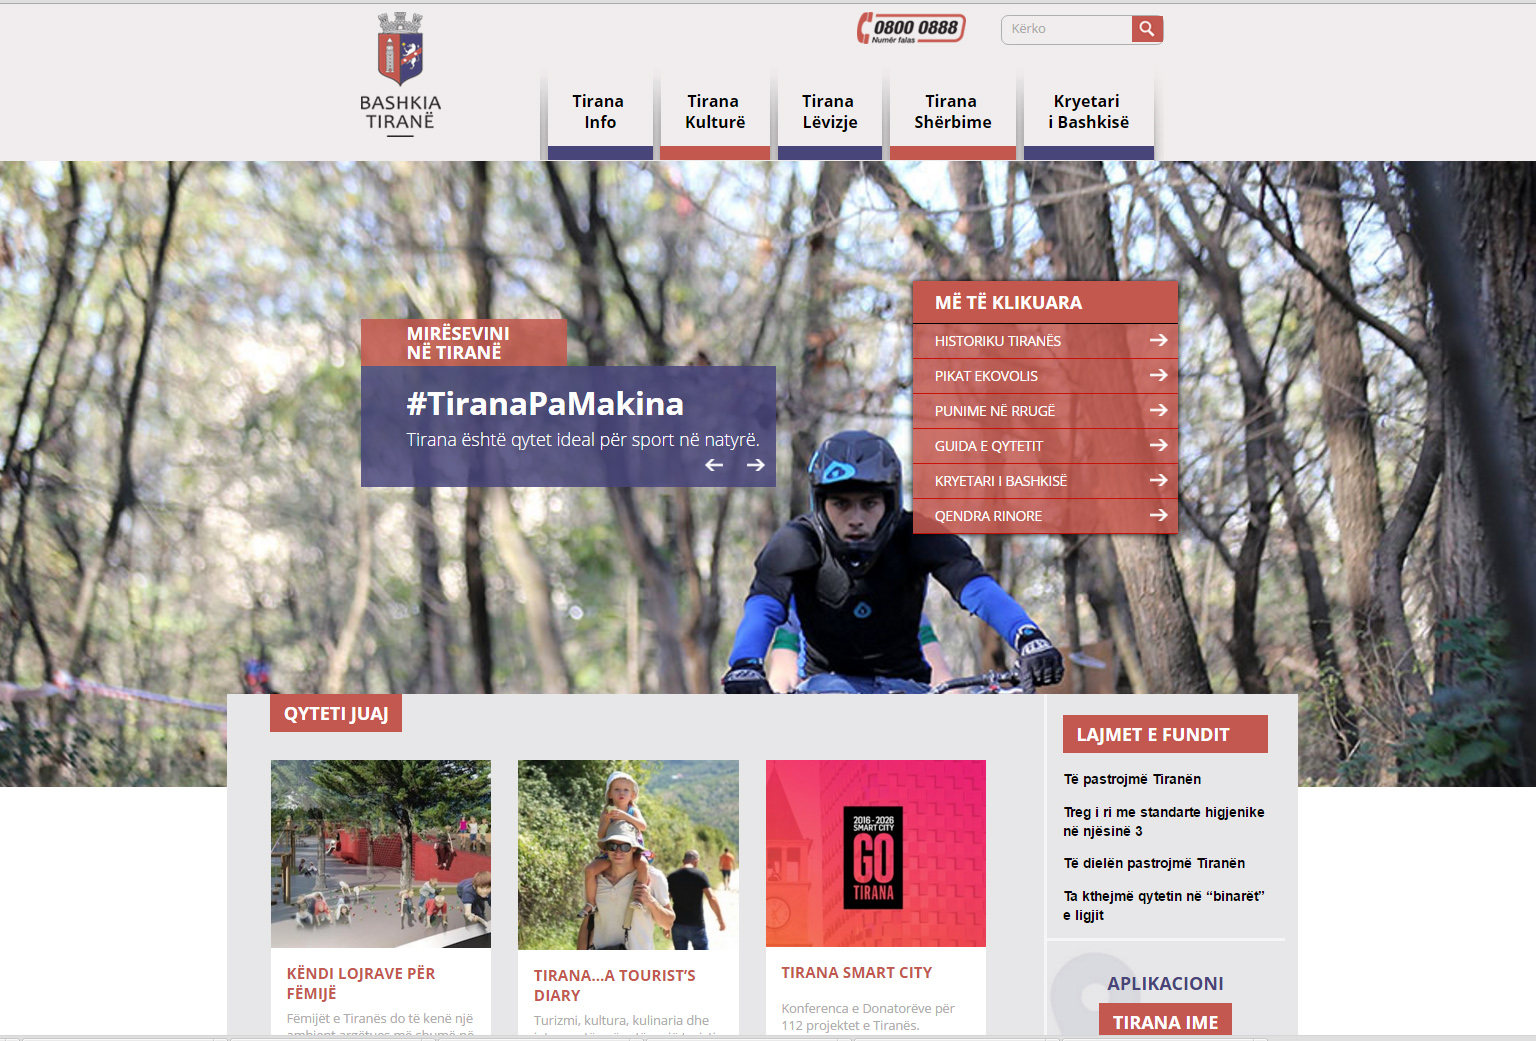 BASHKIA
TIRANË
0800 0888
Numër falas
Kërko
Tirana
Info
Tirana
Kulturë
Tirana
Lëvizje
Tirana
Shërbime
Kryetari
i Bashkisë
MIRËSEVINI
NË TIRANË
#TiranaPaMakina
Tirana është qytet ideal për sport në natyrë.
MË TË KLIKUARA
HISTORIKU TIRANËS
PIKAT EKOVOLIS
PUNIME NË RRUGË
GUIDA E QYTETIT
KRYETARI I BASHKISË
QENDRA RINORE
QYTETI JUAJ
KËNDI LOJRAVE PËR
FËMIJË
Fëmijët e Tiranës do të kenë një
TIRANA...A TOURIST'S
DIARY
Turizmi, kultura, kulinaria dhe
2016 - 2026
SMART CITY
GO
TIRANA
TIRANA SMART CITY
Konferenca e Donatorëve për
112 projektet e Tiranës.
LAJMET E FUNDIT
Të pastrojmë Tiranën
Treg i ri me standarte higjenike
në njësinë 3
Të dielën pastrojmë Tiranën
Ta kthejmë qytetin në “binarët”
e ligjit
APLIKACIONI
TIRANA IME